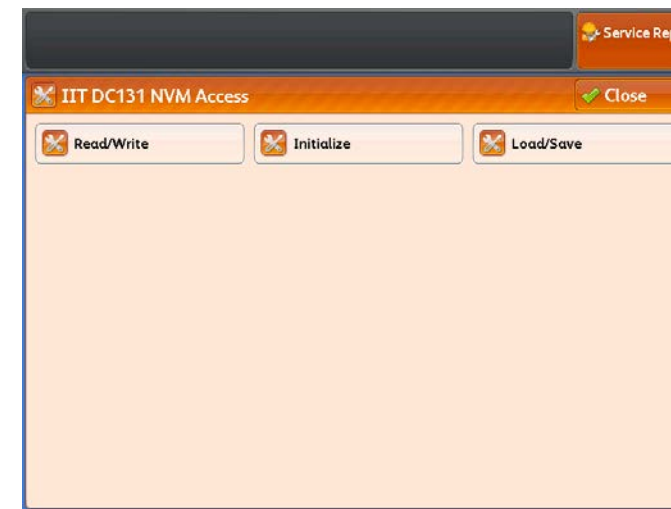 Service Re
IIT DC131 NVM Access
Close
Read/Write
Initialize
Load/Save